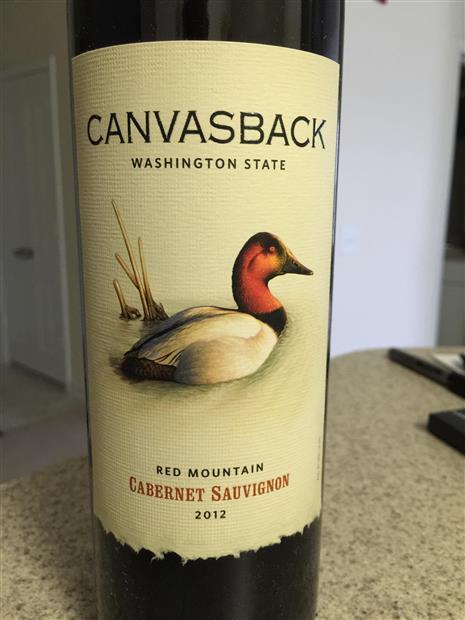 CANVASBACK
WASHINGTON STATE
RED MOUNTAIN
CABERNET SAUVIGNON
2012